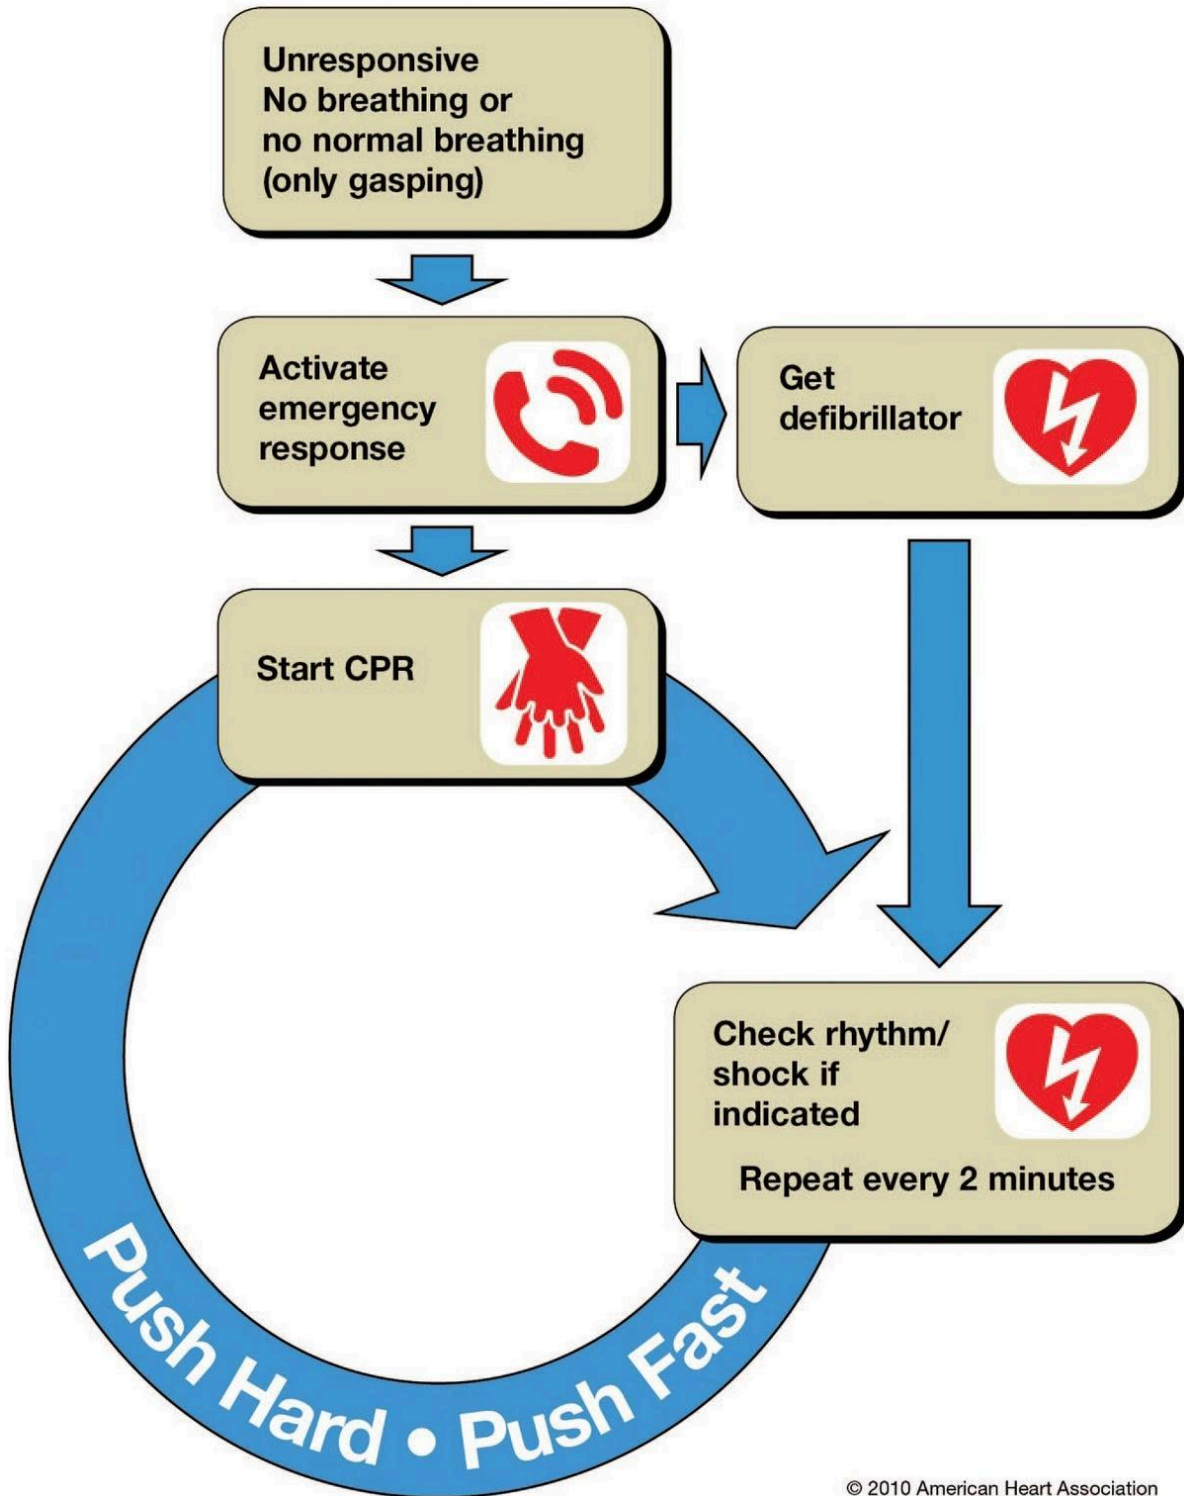 Unresponsive
No breathing or
no normal breathing
(only gasping)
Activate
emergency
response
Get
defibrillator
Start CPR
Check rhythm/
shock if
indicated
Repeat every 2 minutes
Push Hard • Push Fast
© 2010 American Heart Association